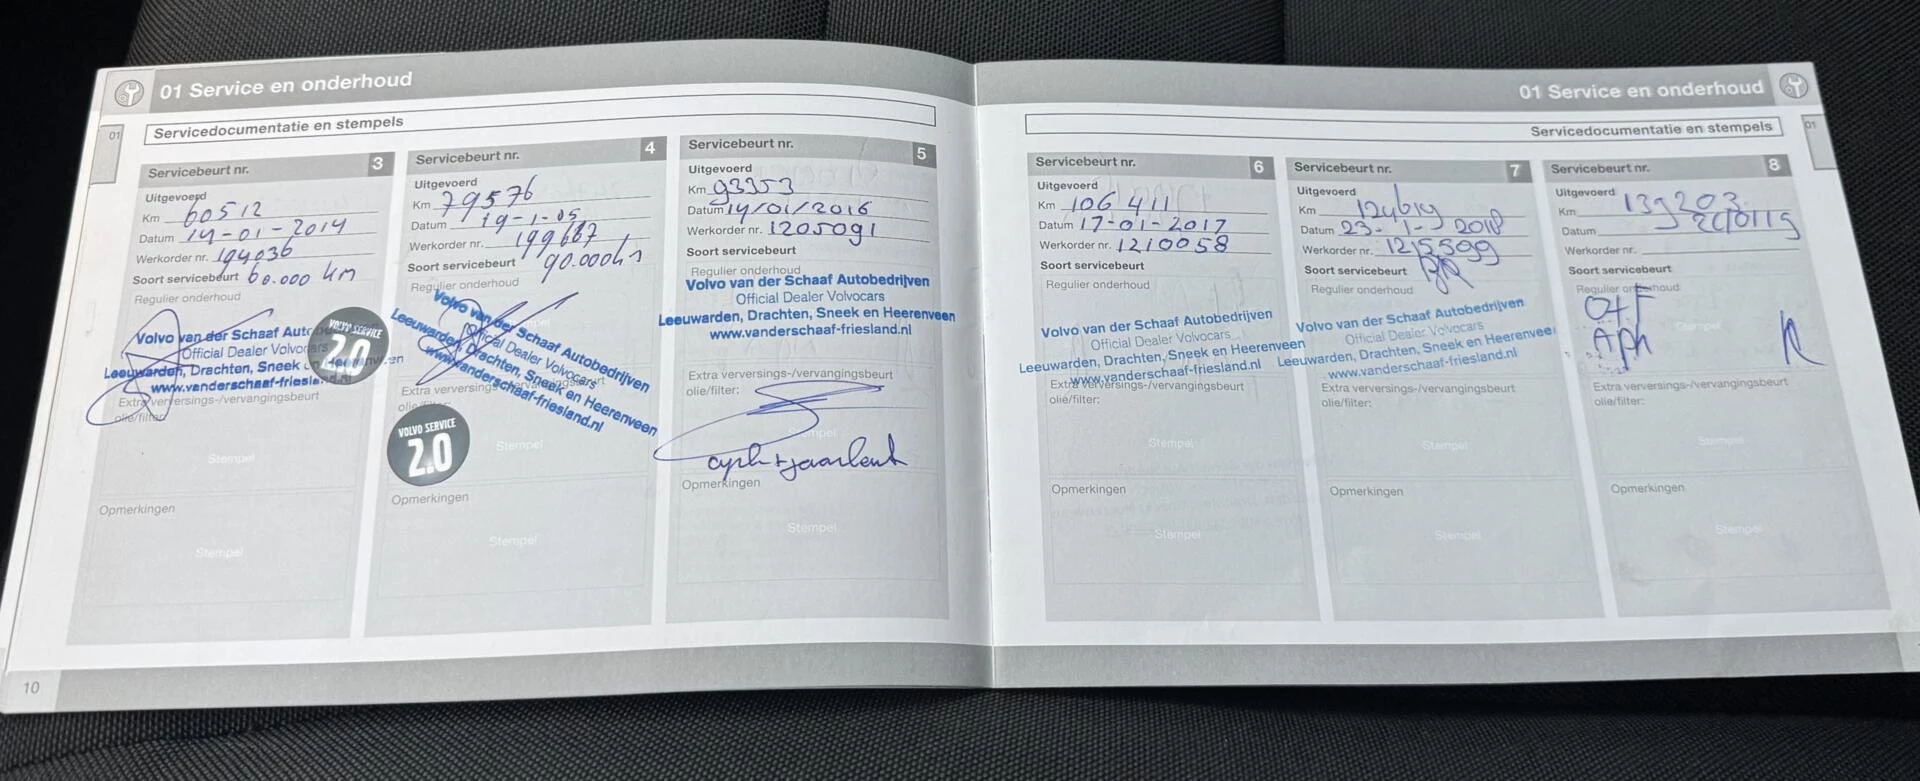 01 Service en onderhoud
01
Servicedocumentatie en stempels
Servicebeurt nr. 3
Uitgevoerd
Km 60512
Datum 14-01-2014
Werkorder nr. 194036
Soort servicebeurt 60.000 km
Regulier onderhoud
Volvo van der Schaaf
Official Dealer Volvocars
Leeuwarden, Drachten, Sneek en Heerenveen
www.vanderschaaf-friesland.nl
VOLVO SERVICE
2.0
Extra verversings-/vervangingsbeurt
olie/filter:
Stempel
Opmerkingen
Stempel
Servicebeurt nr. 4
Uitgevoerd
Km 79576
Datum 19-1-05
Werkorder nr. 199687
Soort servicebeurt 90.000
Regulier onderhoud
Volvo van der Schaaf Autobedrijven
Official Dealer Volvocars
Leeuwarden, Drachten, Sneek en Heerenveen
www.vanderschaaf-friesland.nl
VOLVO SERVICE
2.0
Stempel
Opmerkingen
Stempel
Servicebeurt nr. 5
Uitgevoerd
Km 93353
Datum 14/01/2016
Werkorder nr. 1205091
Soort servicebeurt
Regulier onderhoud
Volvo van der Schaaf Autobedrijven
Official Dealer Volvocars
Leeuwarden, Drachten, Sneek en Heerenveen
www.vanderschaaf-friesland.nl
Extra verversings-/vervangingsbeurt
olie/filter:
Stempel
Opmerkingen
Stempel
10
01 Service en onderhoud
01
Servicedocumentatie en stempels
Servicebeurt nr. 6
Uitgevoerd
Km 106411
Datum 17-01-2017
Werkorder nr. 1210058
Soort servicebeurt
Regulier onderhoud
Volvo van der Schaaf Autobedrijven
Official Dealer Volvocars
Leeuwarden, Drachten, Sneek en Heerenveen
www.vanderschaaf-friesland.nl
Extra verversings-/vervangingsbeurt
olie/filter:
Stempel
Opmerkingen
Stempel
Servicebeurt nr. 7
Uitgevoerd
Km 124619
Datum 23-1-2018
Werkorder nr. 1215599
Soort servicebeurt
Regulier onderhoud
Volvo van der Schaaf Autobedrijven
Official Dealer Volvocars
Leeuwarden, Drachten, Sneek en Heerenveen
www.vanderschaaf-friesland.nl
Extra verversings-/vervangingsbeurt
olie/filter:
Stempel
Opmerkingen
Stempel
Servicebeurt nr. 8
Uitgevoerd
Km 139203
Datum
Werkorder nr.
Soort servicebeurt
Regulier onderhoud
Stempel
Extra verversings-/vervangingsbeurt
olie/filter:
Stempel
Opmerkingen
Stempel